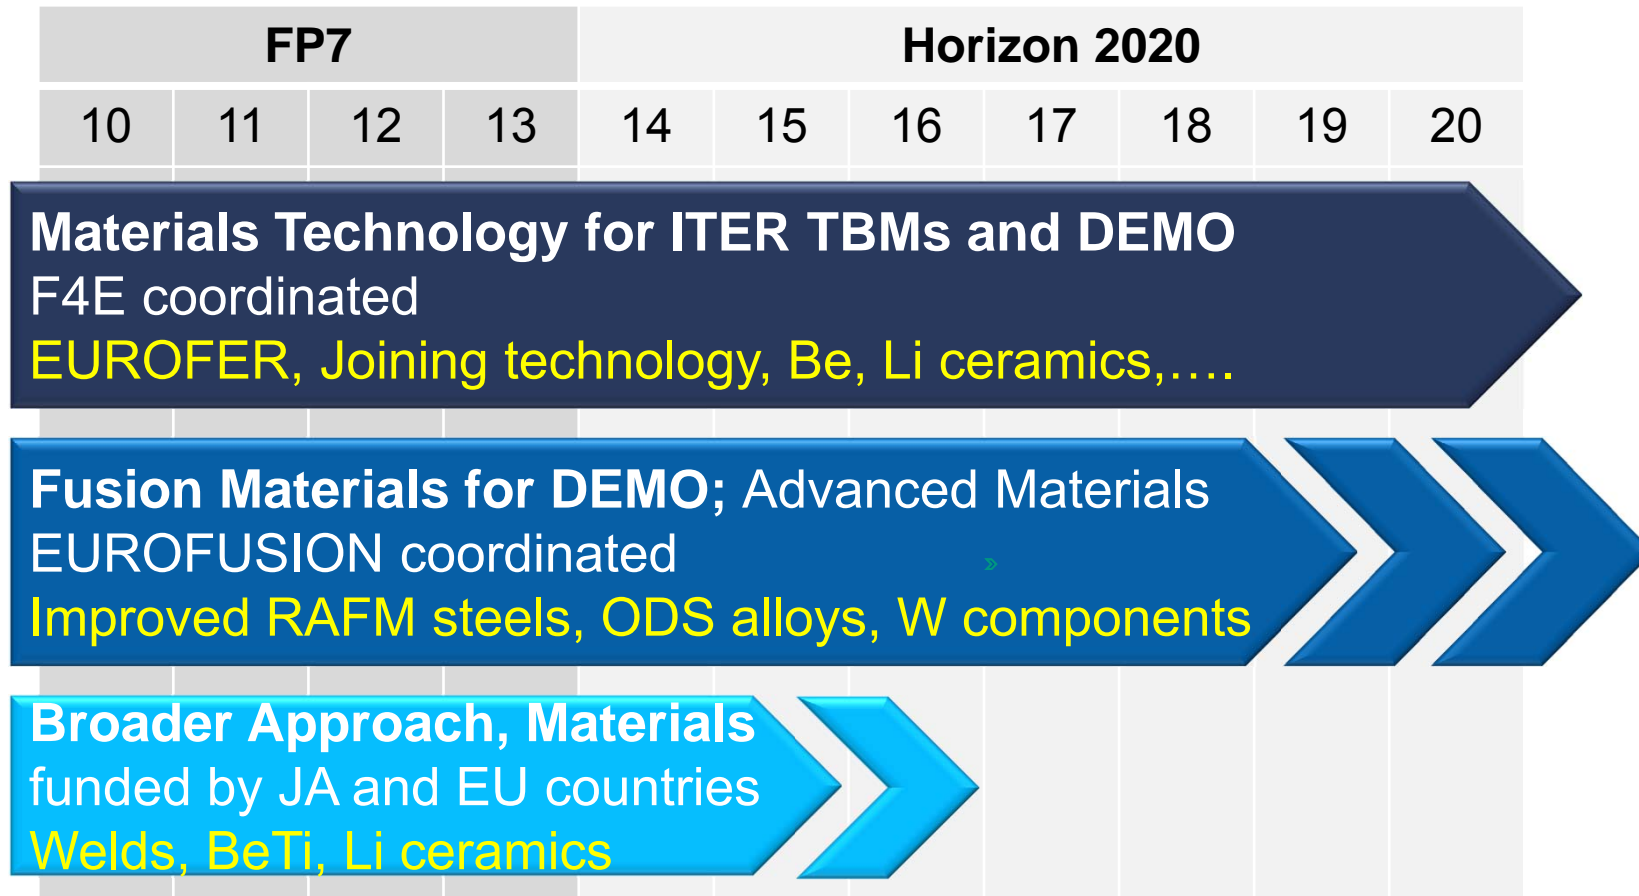 FP7 Horizon 2020
10 11 12 13 14 15 16 17 18 19 20
Materials Technology for ITER TBMs and DEMO
F4E coordinated
EUROFER, Joining technology, Be, Li ceramics,….
Fusion Materials for DEMO; Advanced Materials
EUROFUSION coordinated »
Improved RAFM steels, ODS alloys, W components
Broader Approach, Materials
funded by JA and EU countries
Welds, BeTi, Li ceramics